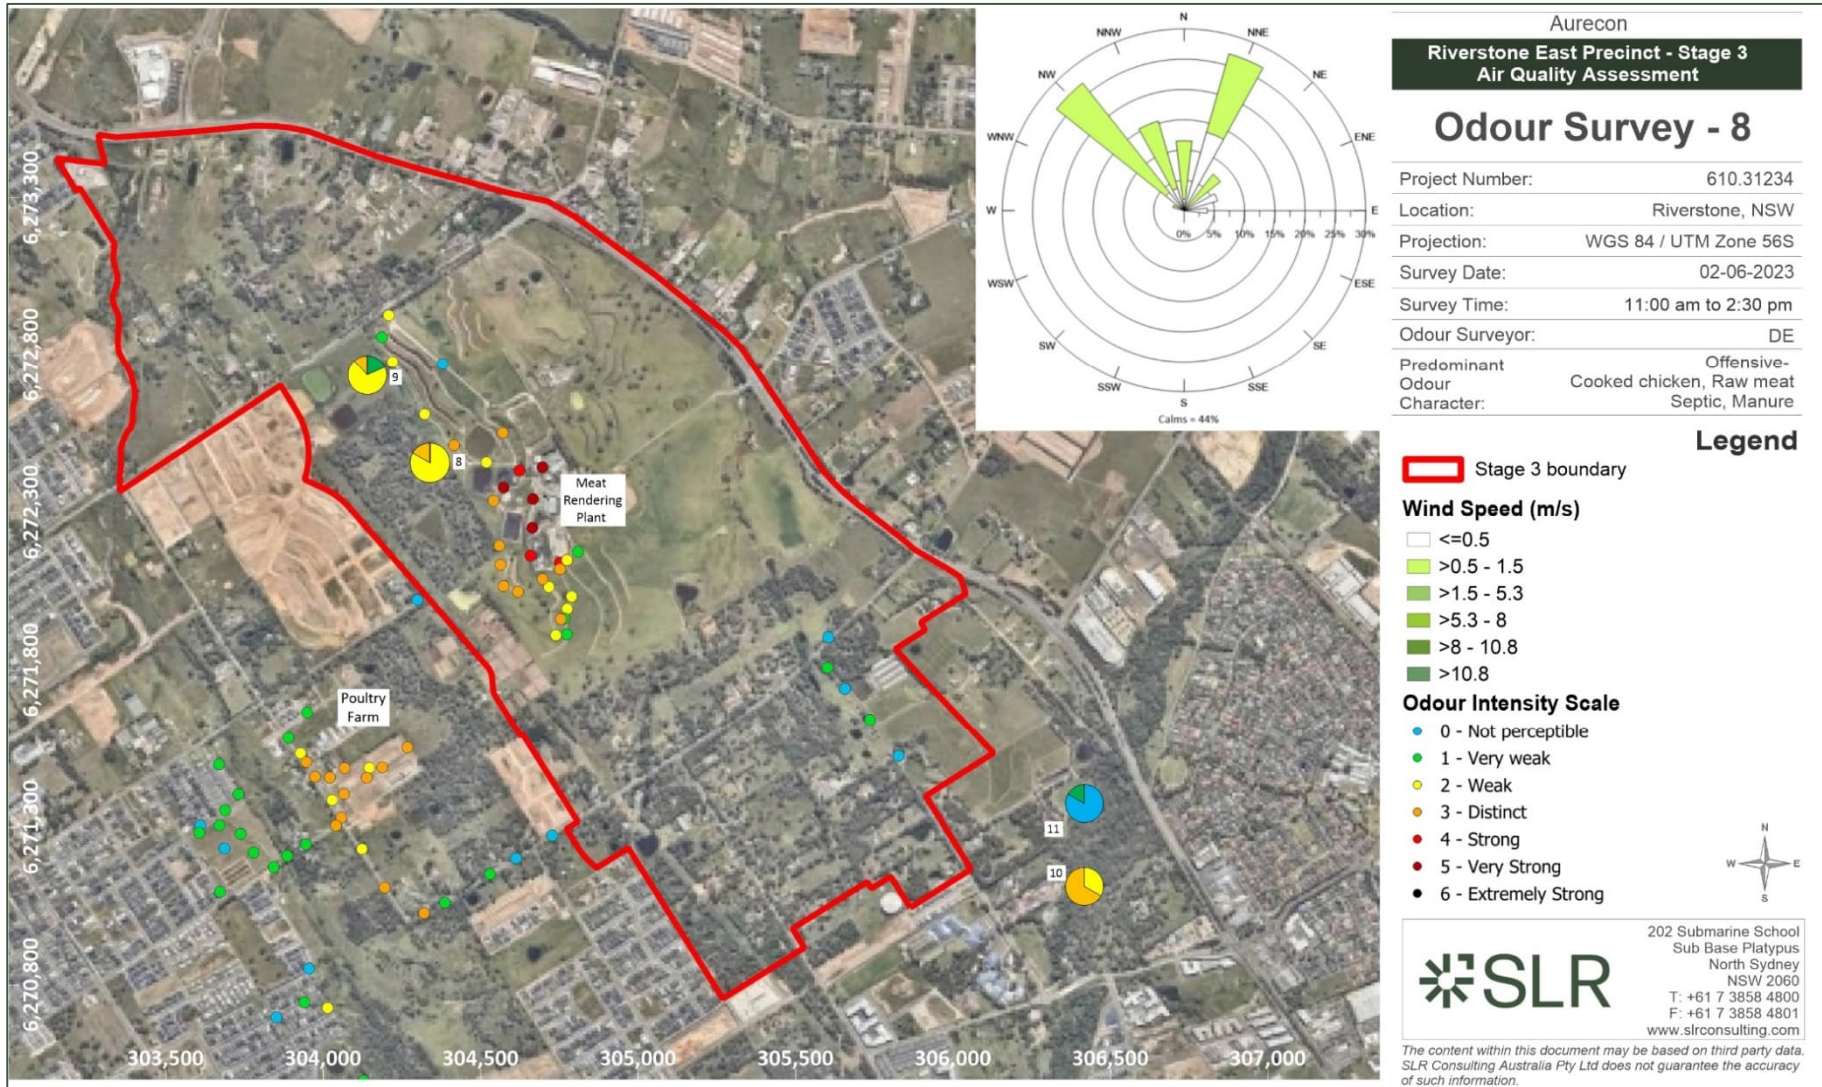 Aurecon
Riverstone East Precinct - Stage 3
Air Quality Assessment
Odour Survey - 8
Project Number: 610.31234
Location: Riverstone, NSW
Projection: WGS 84 / UTM Zone 56S
Survey Date: 02-06-2023
Survey Time: 11:00 am to 2:30 pm
Odour Surveyor: DE
Predominant Offensive-
Odour Cooked chicken, Raw meat
Character: Septic, Manure
Legend
Stage 3 boundary
Wind Speed (m/s)
<=0.5
>0.5 - 1.5
>1.5 - 5.3
>5.3 - 8
>8 - 10.8
>10.8
Odour Intensity Scale
0 - Not perceptible
1 - Very weak
2 - Weak
3 - Distinct
4 - Strong
5 - Very Strong
6 - Extremely Strong
N
W E
S
SLR
202 Submarine School
Sub Base Platypus
North Sydney
NSW 2060
T: +61 7 3858 4800
F: +61 7 3858 4801
www.slrconsulting.com
The content within this document may be based on third party data.
SLR Consulting Australia Pty Ltd does not guarantee the accuracy
of such information.
N
NNW NNE
NW NE
WNW ENE
W E
0% 5% 10% 15% 20% 25% 30%
WSW ESE
SW SE
SSW SSE
S
Calms = 44%
9
8
Meat
Rendering
Plant
Poultry
Farm
11
10
6,273,300
6,272,800
6,272,300
6,271,800
6,271,300
6,270,800
303,500 304,000 304,500 305,000 305,500 306,000 306,500 307,000